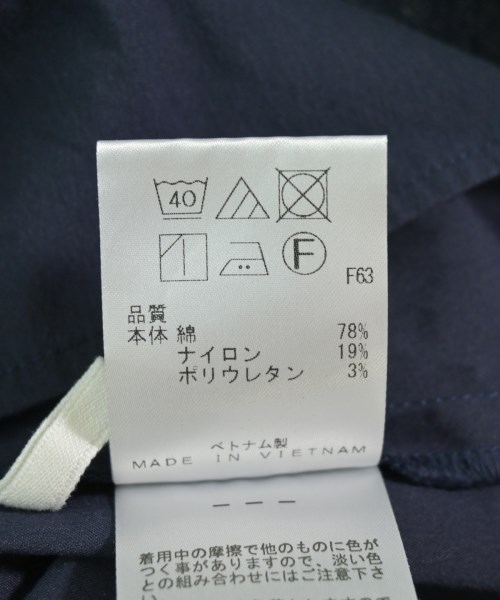 40
F
F63
品質
本体 綿 78%
ナイロン 19%
ポリウレタン 3%
ベトナム製
MADE IN VIETNAM
着用中の摩擦で他のものに色が
つく事がありますので、淡い色
との組み合わせにはご注意下さ
い。